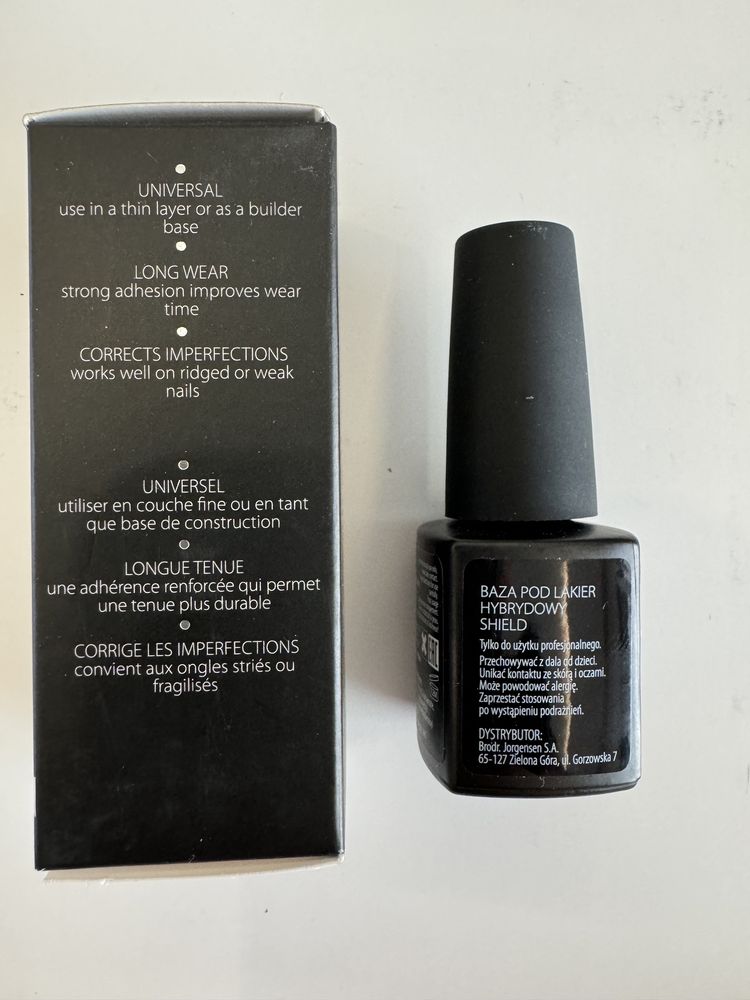 UNIVERSAL
use in a thin layer or as a builder
base
LONG WEAR
strong adhesion improves wear
time
CORRECTS IMPERFECTIONS
works well on ridged or weak
nails
UNIVERSEL
utiliser en couche fine ou en tant
que base de construction
LONGUE TENUE
une adhérence renforcée qui permet
une tenue plus durable
CORRIGE LES IMPERFECTIONS
convient aux ongles striés ou
fragilisés
BAZA POD LAKIER
HYBRYDOWY
SHIELD
Tylko do użytku profesjonalnego.
Przechowywać z dala od dzieci.
Unikać kontaktu ze skórą i oczami.
Może powodować alergię.
Zaprzestać stosowania
po wystąpieniu podrażnień.
DYSTRYBUTOR:
Brodr. Jorgensen S.A.
65-127 Zielona Góra, ul. Gorzowska 7